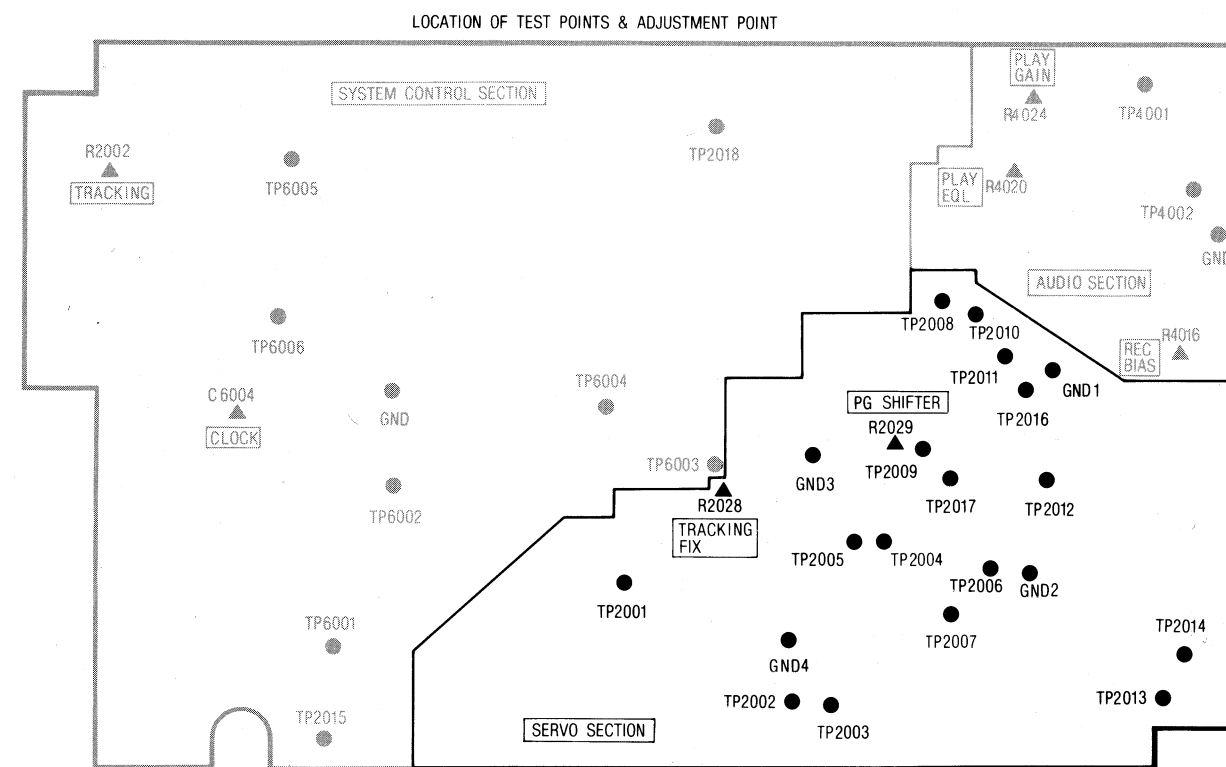 LOCATION OF TEST POINTS & ADJUSTMENT POINT
PLAY
GAIN
SYSTEM CONTROL SECTION
R4024
TP4001
R2002
TRACKING
TP6005
TP2018
PLAY
EQL
R4020
TP4002
GND
AUDIO SECTION
TP2008
TP2010
R4016
REC
BIAS
TP6006
TP2011
GND1
TP2016
C6004
CLOCK
GND
TP6004
PG SHIFTER
R2029
TP6003
GND3
TP2009
TP2017
TP2012
TP6002
R2028
TRACKING
FIX
TP2005
TP2004
TP2006
GND2
TP2001
TP2007
TP6001
TP2014
GND4
TP2002
TP2003
TP2013
TP2015
SERVO SECTION